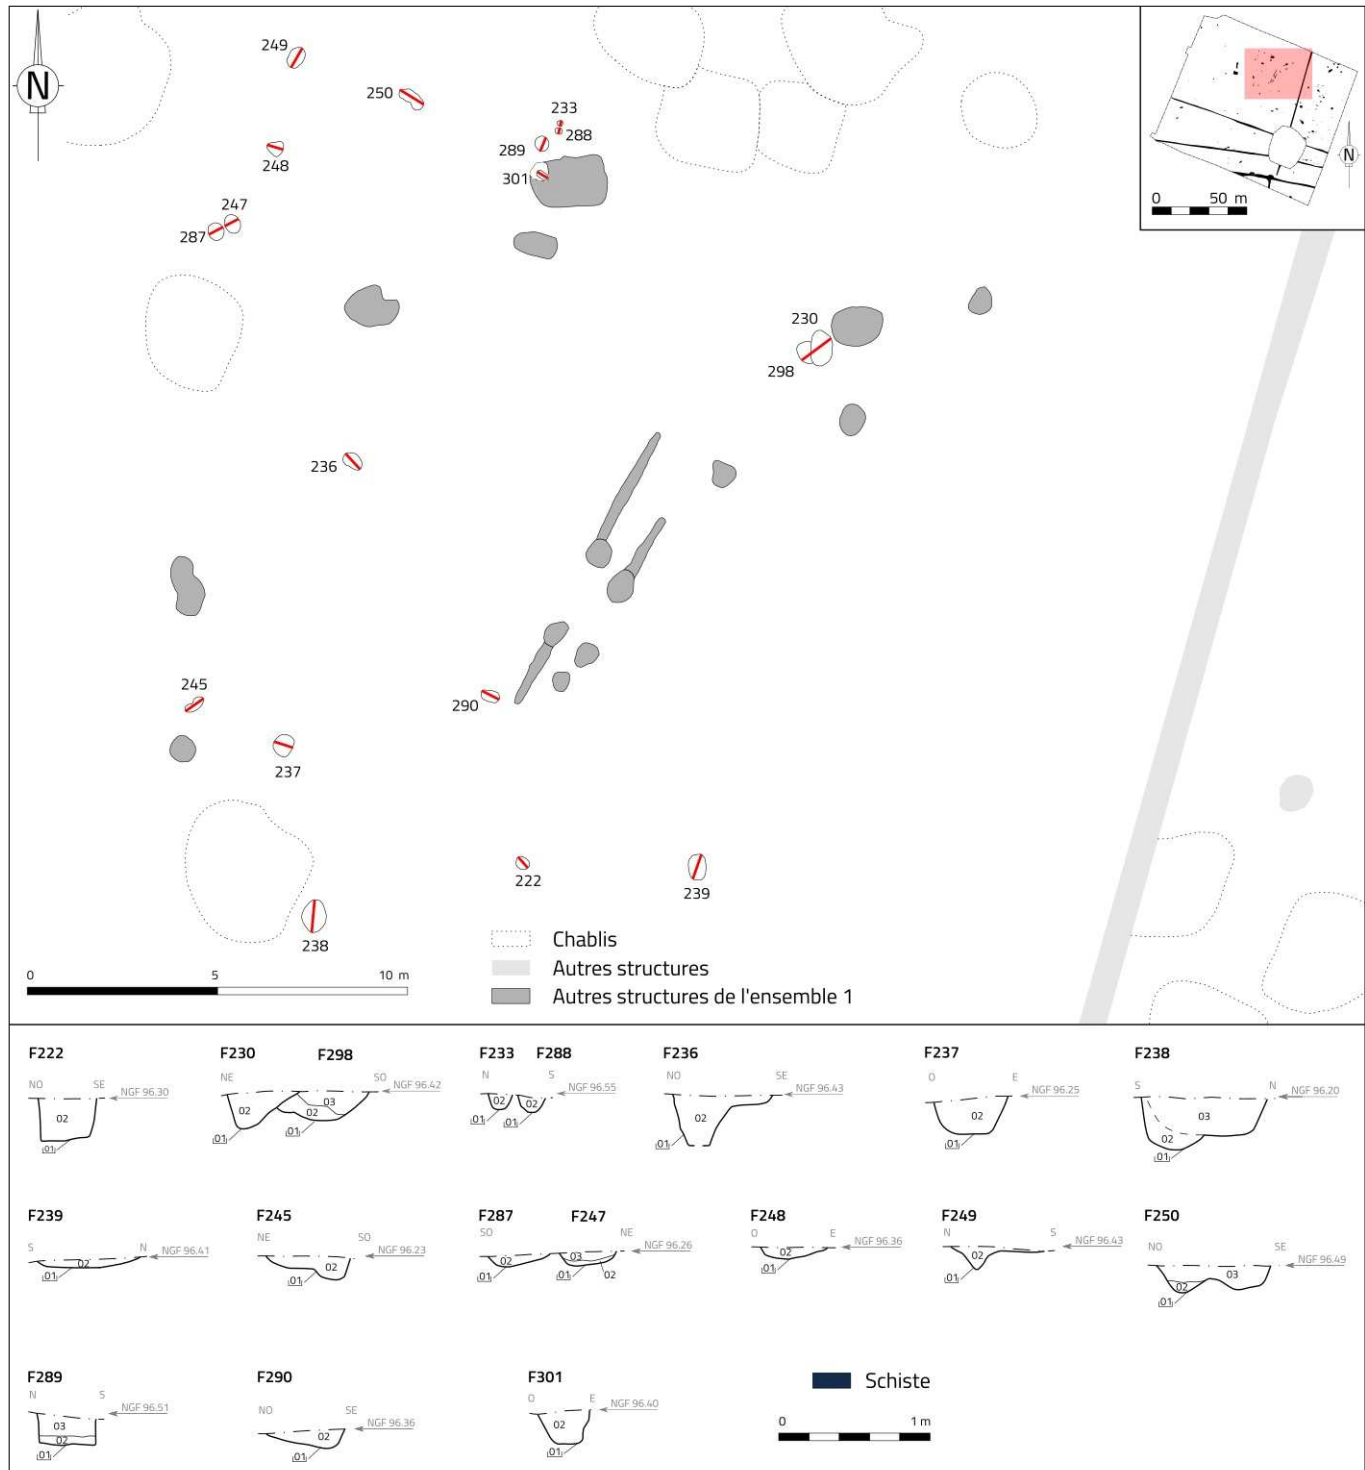 N
249
250
233
288
289
301
248
247
287
0 50 m
N
230
298
236
245
290
237
222
239
238
Chablis
Autres structures
Autres structures de l'ensemble 1
0 5 10 m
F222
NO SE
NGF 96.30
02
01
F230 F298
NE SO
NGF 96.42
02 02 03
01
F233 F288
N S
NGF 96.55
02 02
01 01
F236
NO SE
NGF 96.43
02
01
F237
O E
NGF 96.25
02
01
F238
S N
NGF 96.20
03
02
01
F239
S N
NGF 96.41
02
01
F245
NE SO
NGF 96.23
02
01
F287 F247
SO NE
NGF 96.26
02 03
01 01 02
F248
O E
NGF 96.36
02
01
F249
N S
NGF 96.43
02
01
F250
NO SE
NGF 96.49
02 03
01
F289
N S
NGF 96.51
03
02
01
F290
NO SE
NGF 96.36
02
01
F301
O E
NGF 96.40
02
01
Schiste
0 1 m